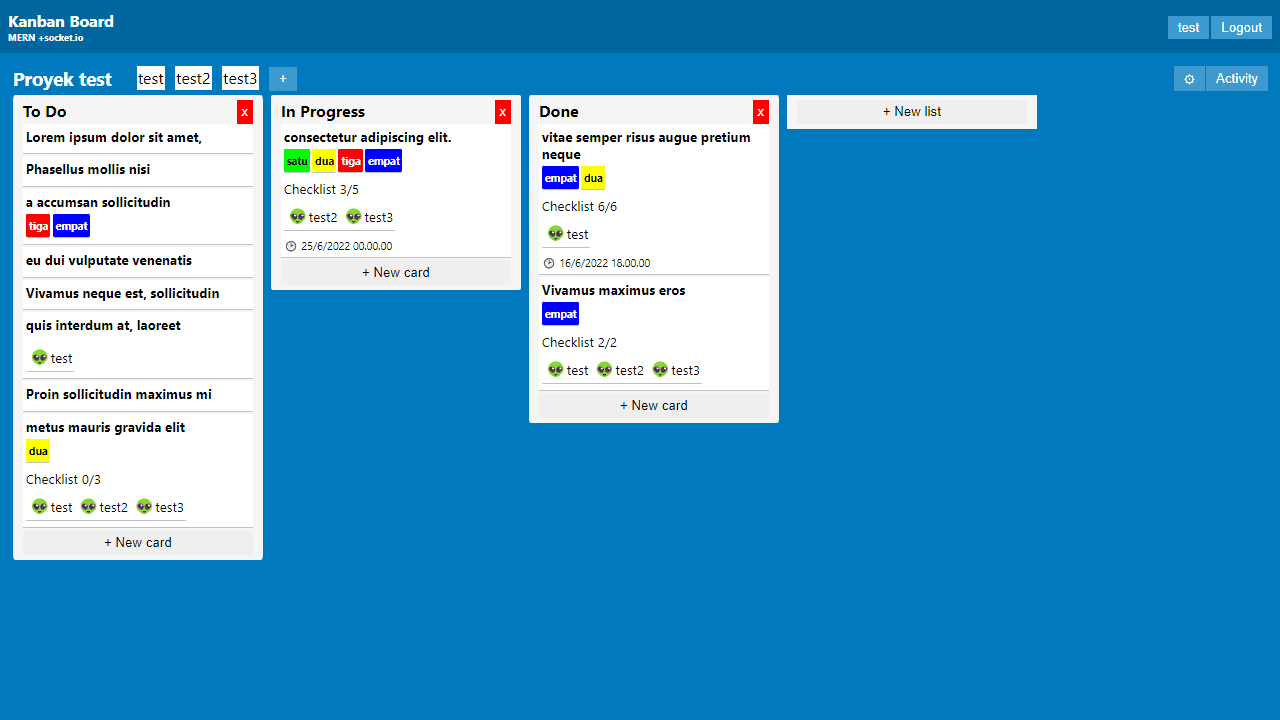 Kanban Board
MERN +socket.io
test Logout
Proyek test test test2 test3 +
⚙ Activity
To Do x
Lorem ipsum dolor sit amet,
Phasellus mollis nisi
a accumsan sollicitudin
tiga empat
eu dui vulputate venenatis
Vivamus neque est, sollicitudin
quis interdum at, laoreet
👽 test
Proin sollicitudin maximus mi
metus mauris gravida elit
dua
Checklist 0/3
👽 test 👽 test2 👽 test3
+ New card
In Progress x
consectetur adipiscing elit.
satu dua tiga empat
Checklist 3/5
👽 test2 👽 test3
🕑 25/6/2022 00.00.00
+ New card
Done x
vitae semper risus augue pretium
neque
empat dua
Checklist 6/6
👽 test
🕑 16/6/2022 18.00.00
Vivamus maximus eros
empat
Checklist 2/2
👽 test 👽 test2 👽 test3
+ New card
+ New list